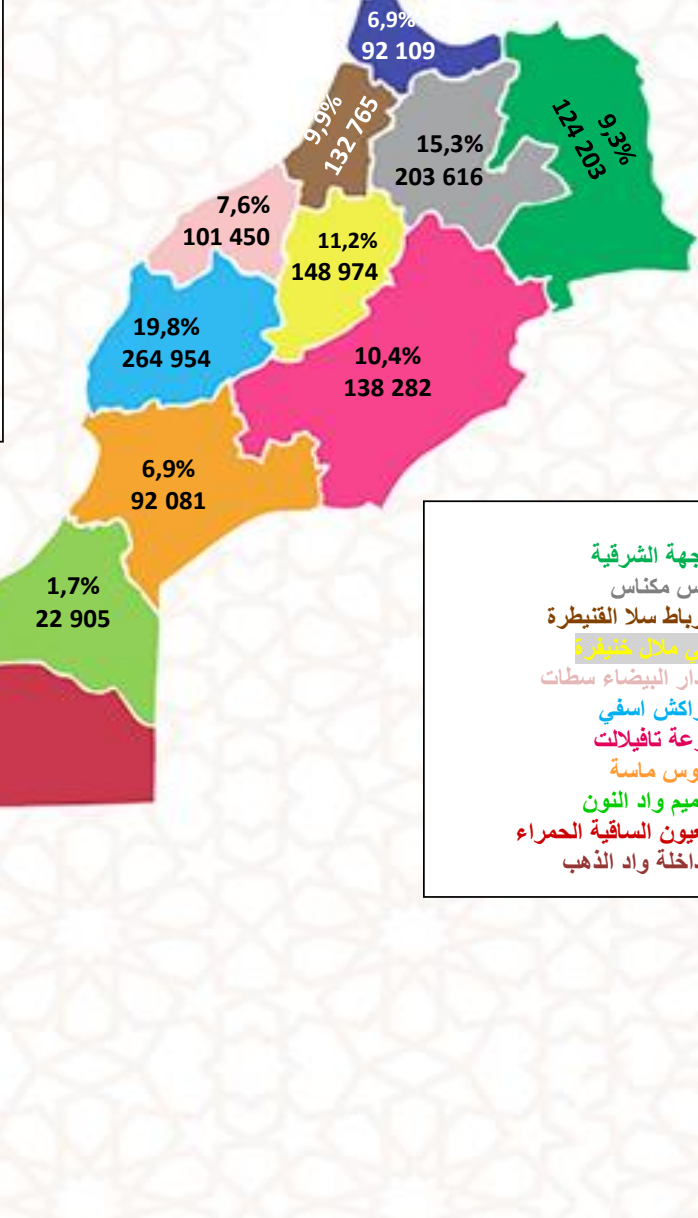 6,9%
92 109
9,9%
132 765
15,3%
203 616
9,3%
124 203
7,6%
101 450
11,2%
148 974
19,8%
264 954
10,4%
138 282
6,9%
92 081
1,7%
22 905
جهة الشرقية
س مكناس
رباط سلا القنيطرة
ي ملال خنيفرة
دار البيضاء سطات
راكش اسفي
رعة تافيلالت
وس ماسة
ميم واد النون
عيون الساقية الحمراء
داخلة واد الذهب